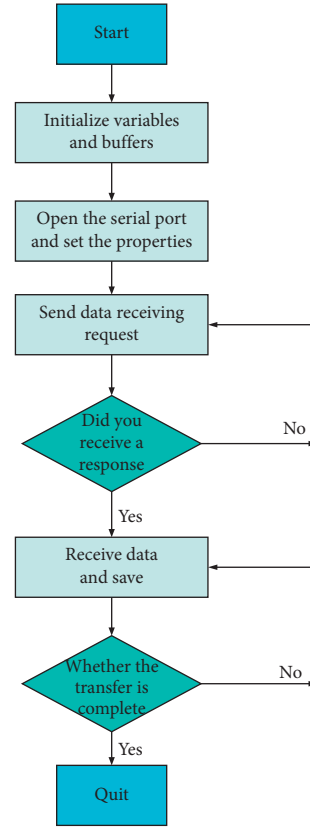 Start
Initialize variables
and buffers
Open the serial port
and set the properties
Send data receiving
request
Did you
receive a
response
No
Yes
Receive data
and save
Whether the
transfer is
complete
No
Yes
Quit